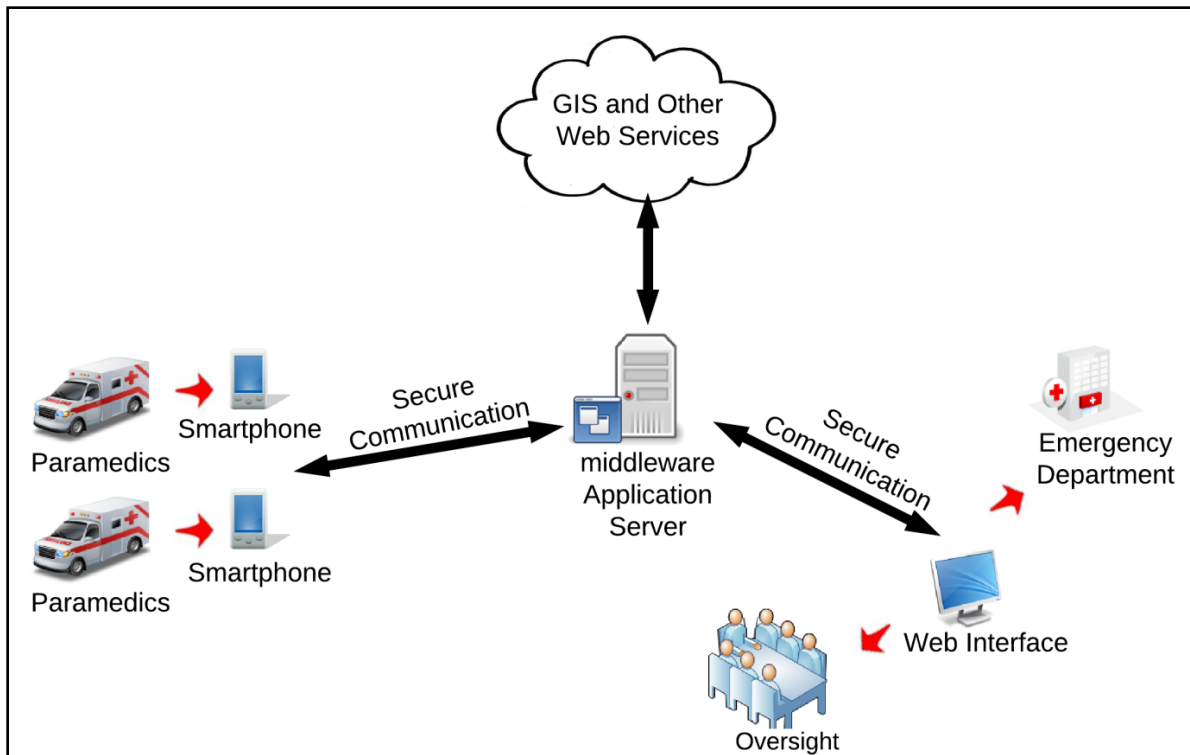 GIS and Other
Web Services
Secure
Communication
Smartphone
Paramedics
Smartphone
Paramedics
middleware
Application
Server
Secure
Communication
Emergency
Department
Web Interface
Oversight